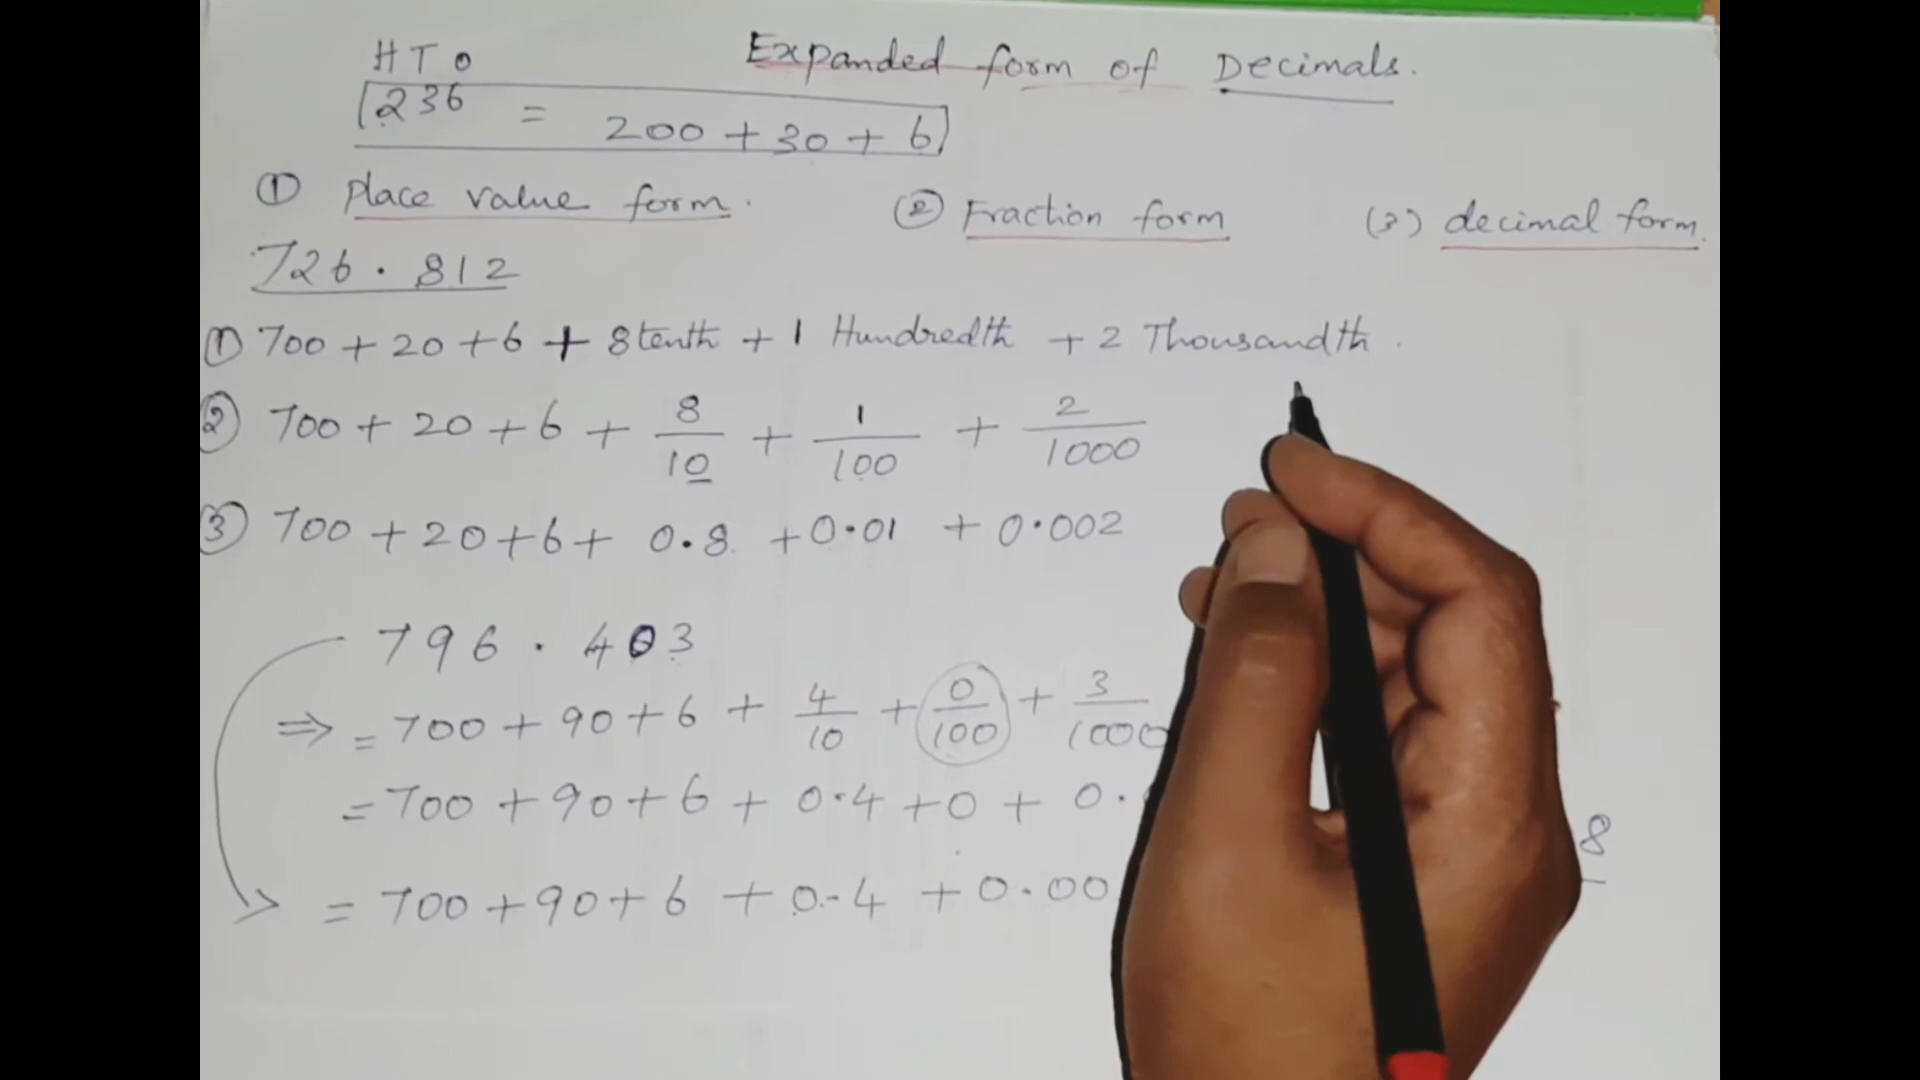 Expanded form of Decimals.
H T O
236 = 200 + 30 + 6
① place value form. (2) Fraction form (3) decimal form.
726.812
① 700 + 20 + 6 + 8 tenth + 1 Hundredth + 2 Thousandth.
② 700 + 20 + 6 + 8/10 + 1/100 + 2/1000
③ 700 + 20 + 6 + 0.8 + 0.01 + 0.002
796.403
⇒ = 700 + 90 + 6 + 4/10 + 0/100 + 3/1000
= 700 + 90 + 6 + 0.4 + 0 + 0.
8
= 700 + 90 + 6 + 0.4 + 0.00